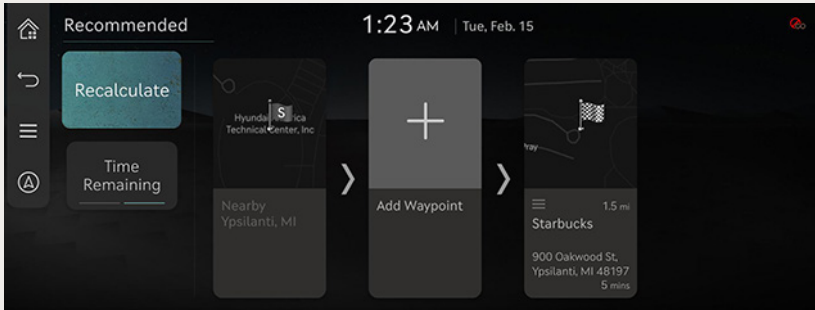 Recommended
1:23 AM
Tue, Feb. 15
Recalculate
Time
Remaining
S
Technical Center, Inc
Nearby
Ypsilanti, MI
Add Waypoint
1.5 mi
Starbucks
900 Oakwood St,
Ypsilanti, MI 48197
5 mins